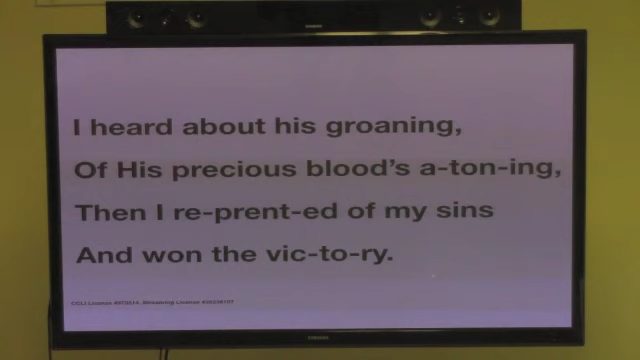 I heard about his groaning,
Of His precious blood's a-ton-ing,
Then I re-prent-ed of my sins
And won the vic-to-ry.
SAMSUNG